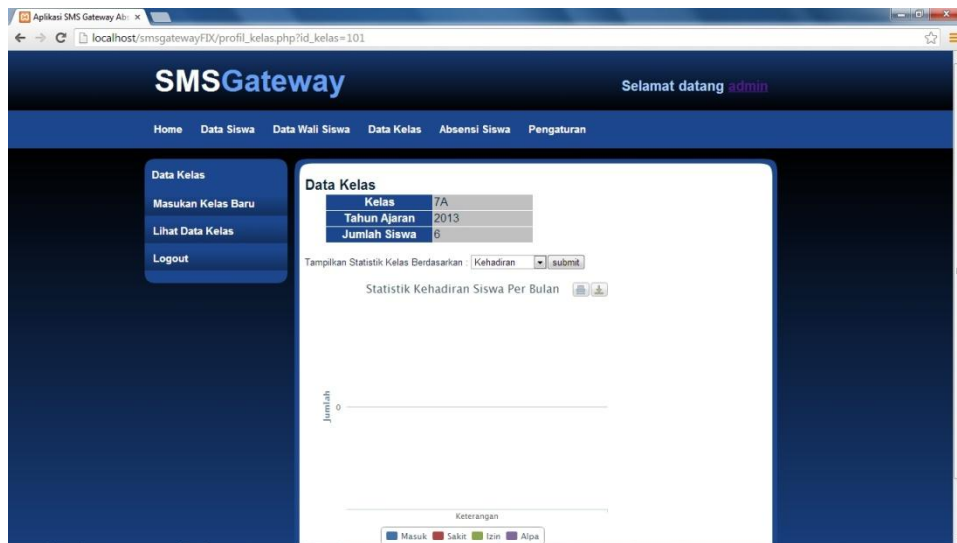 Aplikasi SMS Gateway Abs
localhost/smsgatewayFIX/profil_kelas.php?id_kelas=101
SMSGateway
Selamat datang admin
Home Data Siswa Data Wali Siswa Data Kelas Absensi Siswa Pengaturan
Data Kelas
Masukan Kelas Baru
Lihat Data Kelas
Logout
Data Kelas
Kelas 7A
Tahun Ajaran 2013
Jumlah Siswa 6
Tampilkan Statistik Kelas Berdasarkan : Kehadiran submit
Statistik Kehadiran Siswa Per Bulan
Jumlah
0
Keterangan
Masuk Sakit Izin Alpa